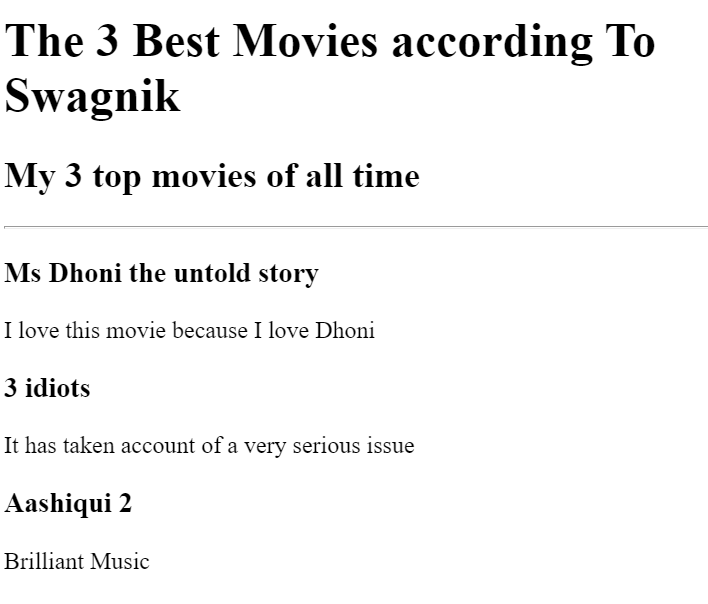 The 3 Best Movies according To
Swagnik
My 3 top movies of all time
Ms Dhoni the untold story
I love this movie because I love Dhoni
3 idiots
It has taken account of a very serious issue
Aashiqui 2
Brilliant Music